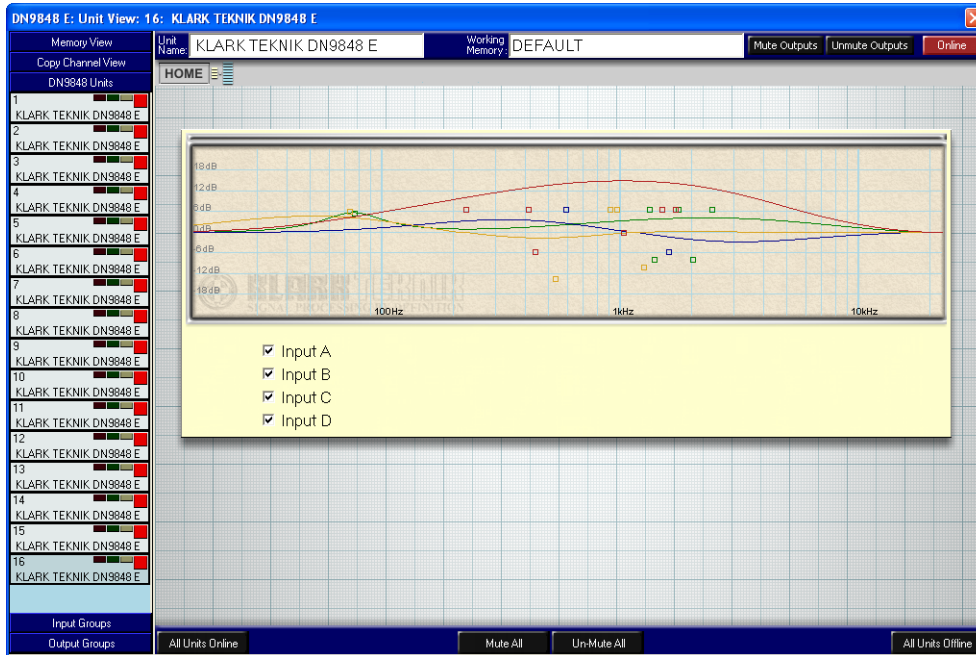 DN9848 E: Unit View: 16: KLARK TEKNIK DN9848 E
Memory View
Copy Channel View
DN9848 Units
Unit Name: KLARK TEKNIK DN9848 E
Working Memory: DEFAULT
Mute Outputs
Unmute Outputs
Online
HOME
1
KLARK TEKNIK DN9848 E
2
KLARK TEKNIK DN9848 E
3
KLARK TEKNIK DN9848 E
4
KLARK TEKNIK DN9848 E
5
KLARK TEKNIK DN9848 E
6
KLARK TEKNIK DN9848 E
7
KLARK TEKNIK DN9848 E
8
KLARK TEKNIK DN9848 E
9
KLARK TEKNIK DN9848 E
10
KLARK TEKNIK DN9848 E
11
KLARK TEKNIK DN9848 E
12
KLARK TEKNIK DN9848 E
13
KLARK TEKNIK DN9848 E
14
KLARK TEKNIK DN9848 E
15
KLARK TEKNIK DN9848 E
16
KLARK TEKNIK DN9848 E
Input Groups
Output Groups
18dB
12dB
6dB
0dB
-6dB
-12dB
-18dB
KLARK TEKNIK
SIGNAL PROCESSING BY DEFINITION
100Hz
1kHz
10kHz
Input A
Input B
Input C
Input D
All Units Online
Mute All
Un-Mute All
All Units Offline